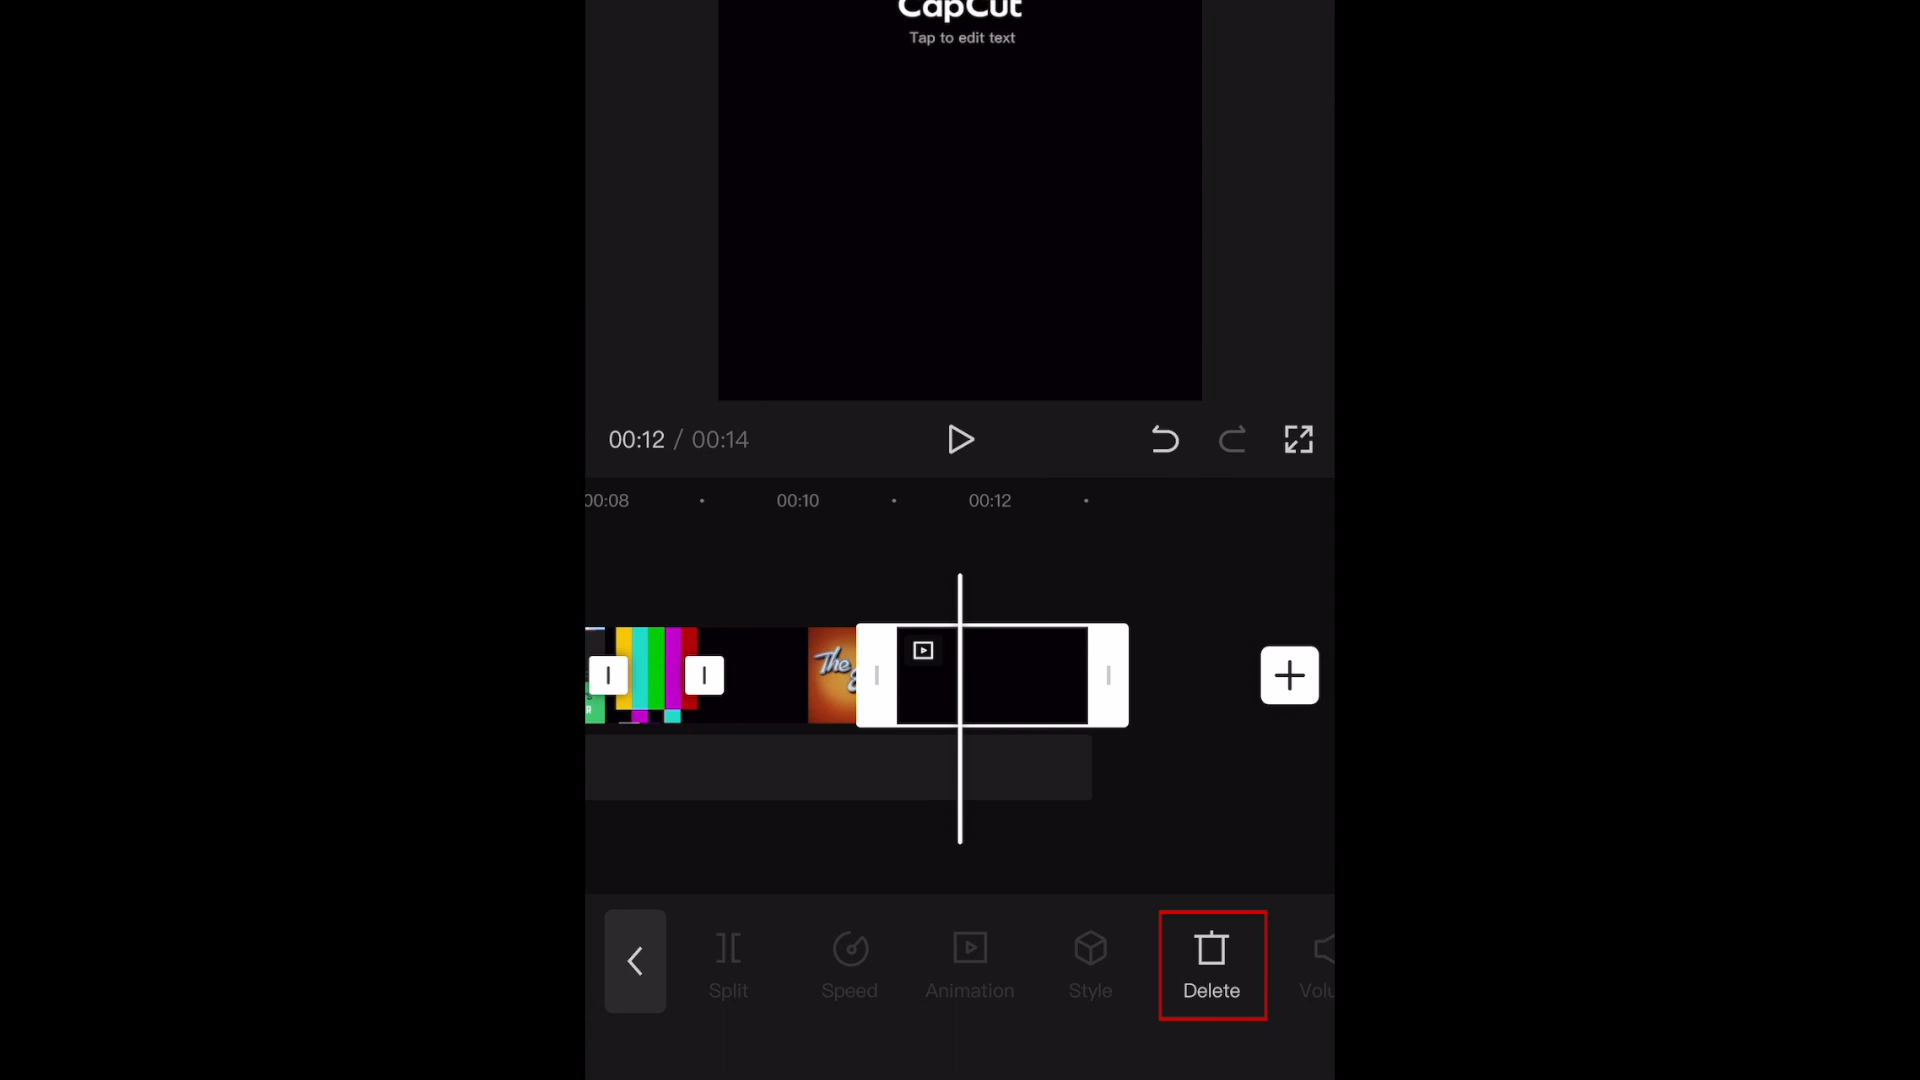 CapCut
Tap to edit text
00:12 / 00:14
00:08
00:10
00:12
The
Split
Speed
Animation
Style
Delete
Volu